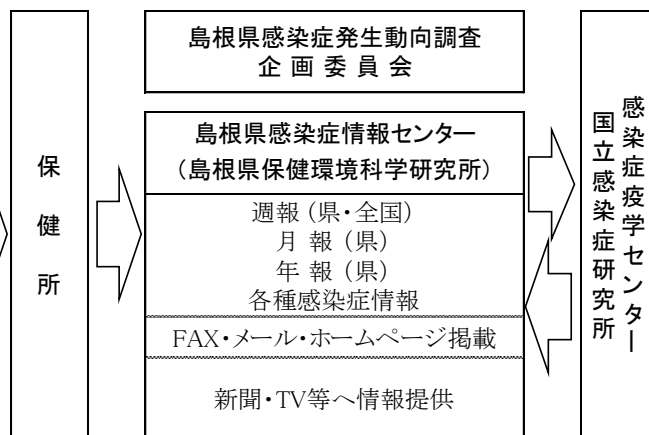 保健所
島根県感染症発生動向調査
企画委員会
島根県感染症情報センター
（島根県保健環境科学研究所）
週報（県・全国）
月報（県）
年報（県）
各種感染症情報
FAX・メール・ホームページ掲載
新聞・TV等へ情報提供
感染症疫学センター
国立感染症研究所